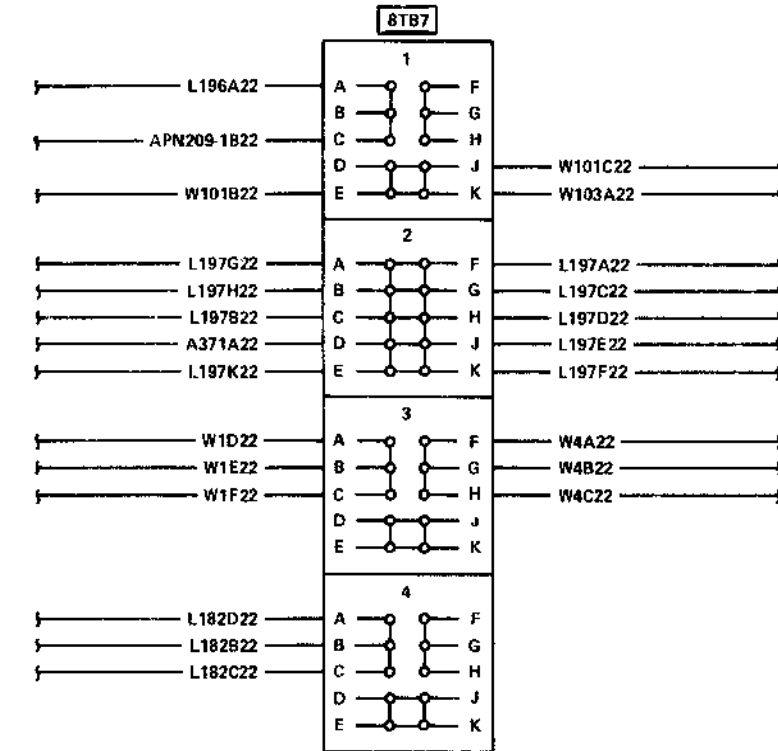 8TB7
1
L196A22 A F
B G
APN209-1B22 C H
D J W101C22
W101B22 E K W103A22
2
L197G22 A F L197A22
L197H22 B G L197C22
L197B22 C H L197D22
A371A22 D J L197E22
L197K22 E K L197F22
3
W1D22 A F W4A22
W1E22 B G W4B22
W1F22 C H W4C22
D J
E K
4
L182D22 A F
L182B22 B G
L182C22 C H
D J
E K